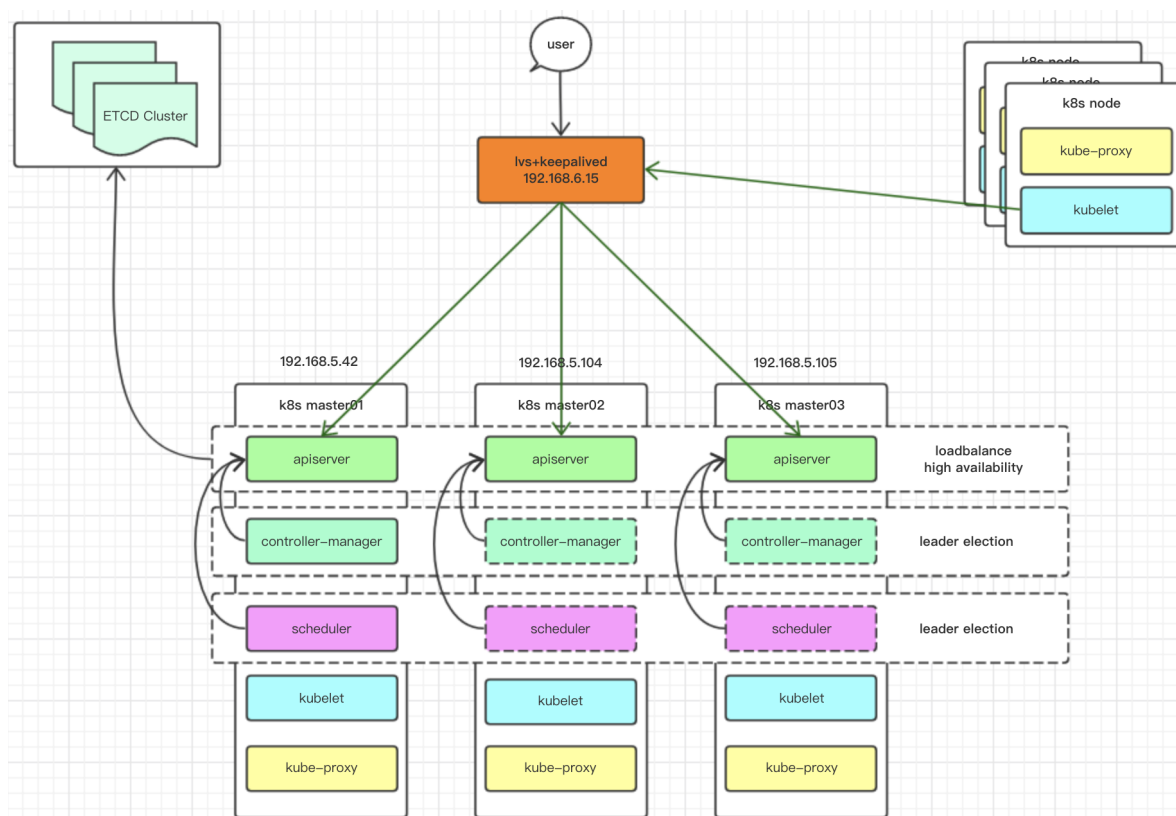 user
k8s node
k8s node
k8s node
ETCD Cluster
kube-proxy
lvs+keepalived
192.168.6.15
kubelet
192.168.5.42
192.168.5.104
192.168.5.105
k8s master01
k8s master02
k8s master03
apiserver
apiserver
apiserver
loadbalance
high availability
controller-manager
controller-manager
controller-manager
leader election
scheduler
scheduler
scheduler
leader election
kubelet
kubelet
kubelet
kube-proxy
kube-proxy
kube-proxy